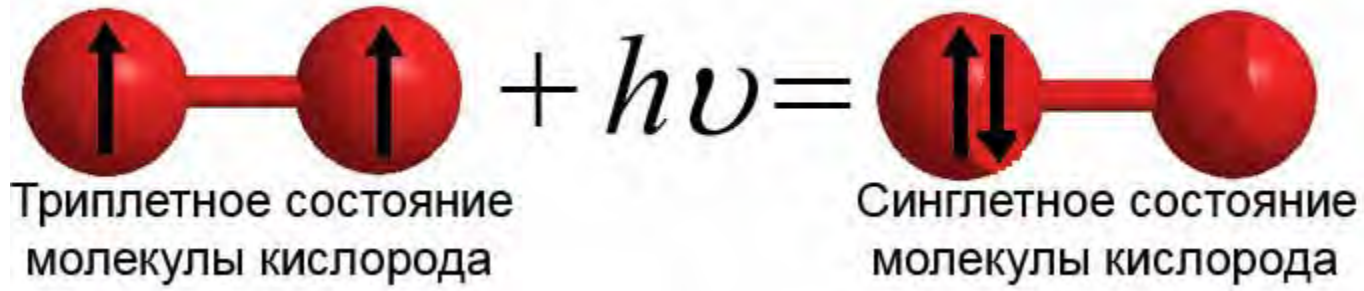 + hυ =
Триплетное состояние
молекулы кислорода
Синглетное состояние
молекулы кислорода